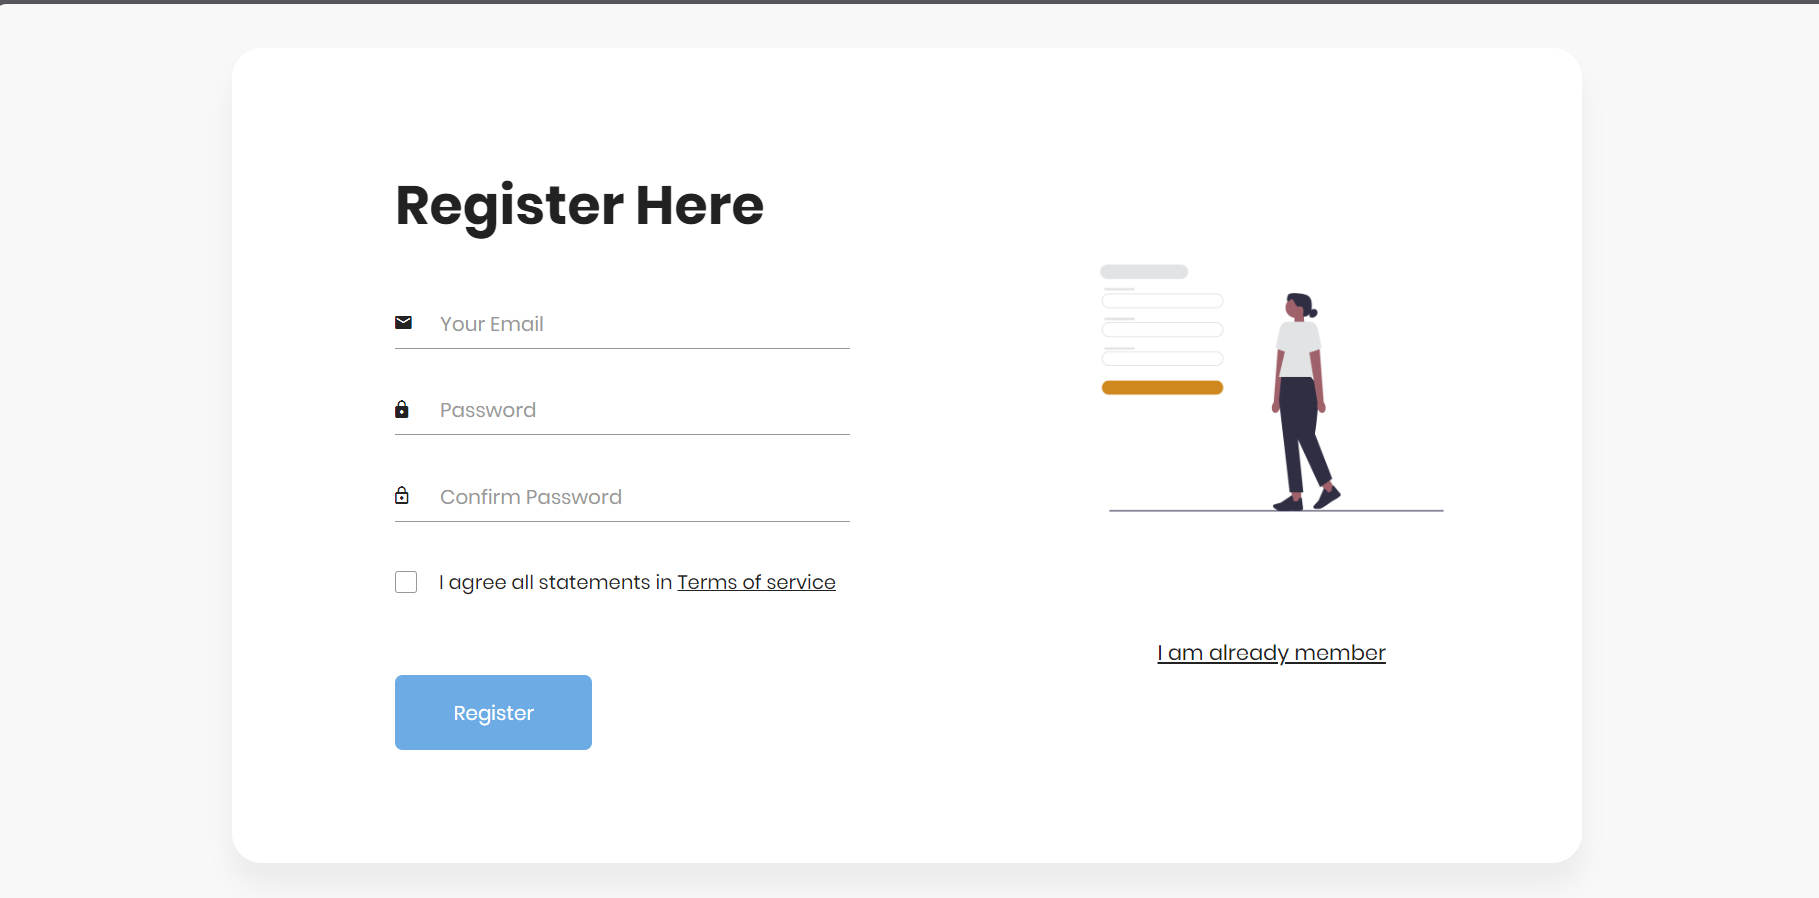 Register Here
Your Email
Password
Confirm Password
I agree all statements in Terms of service
Register
I am already member